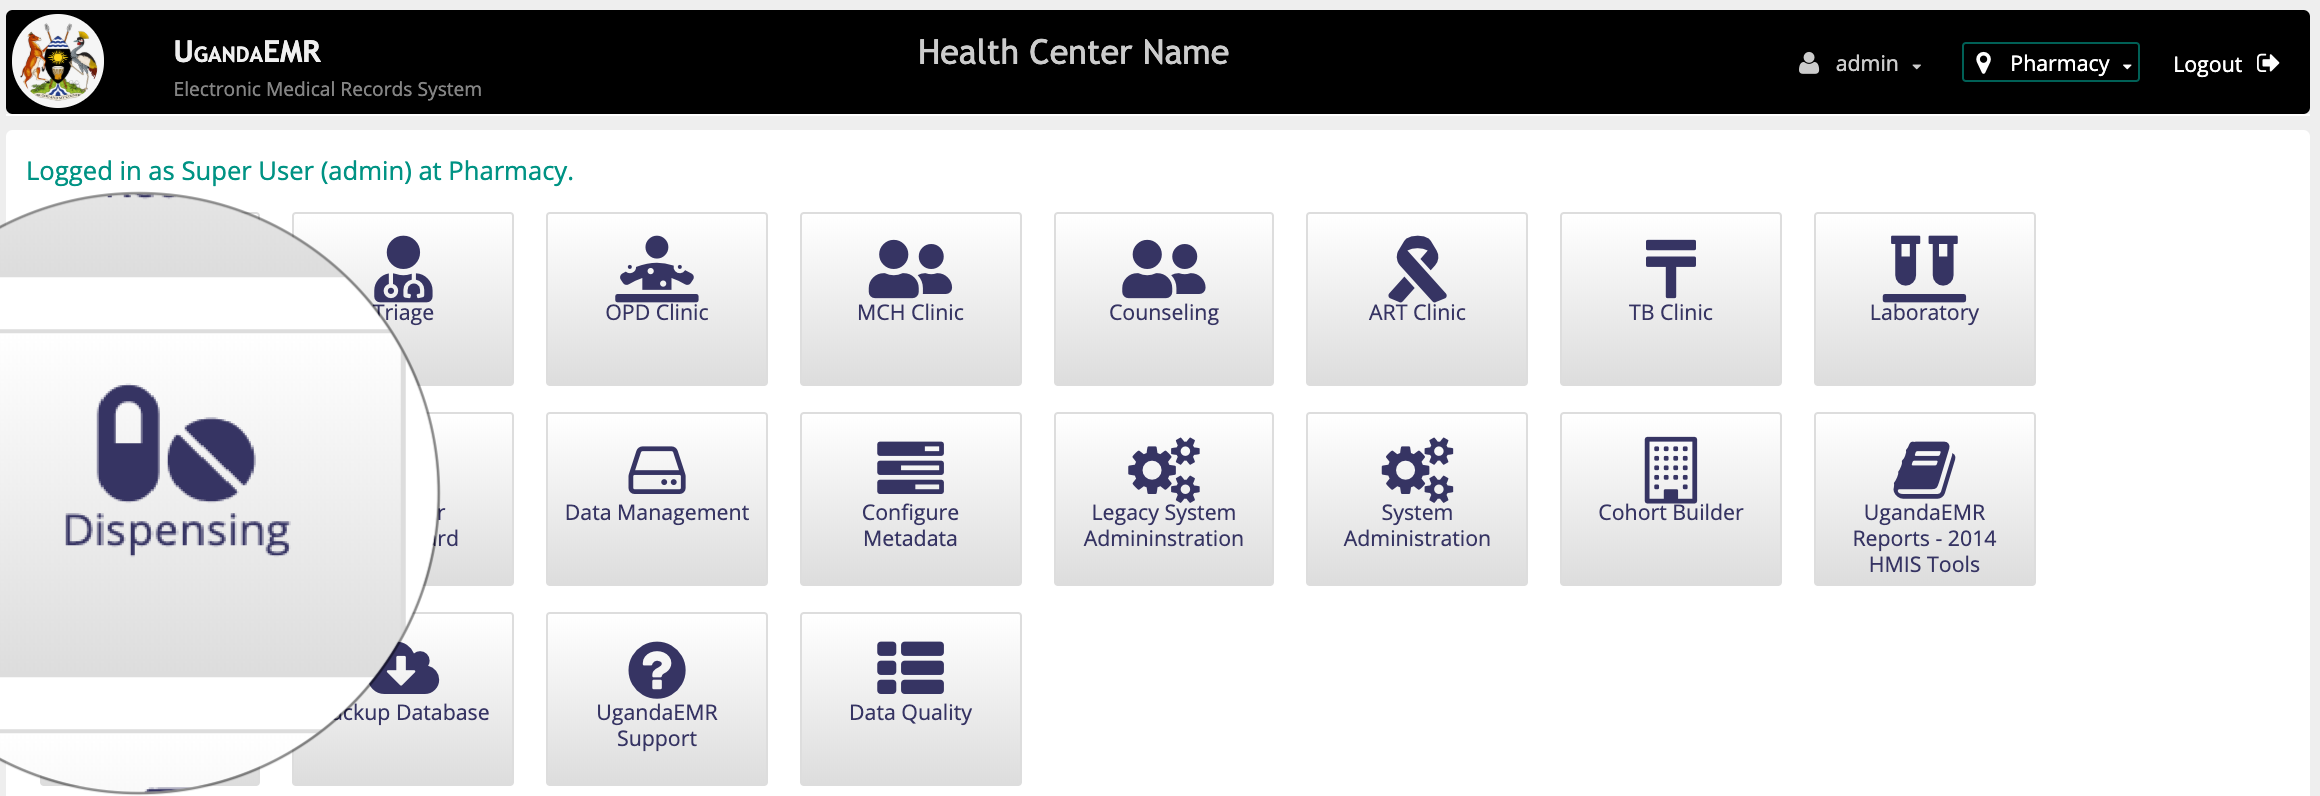 UGANDAEMR
Electronic Medical Records System
Health Center Name
admin
Pharmacy
Logout
Logged in as Super User (admin) at Pharmacy.
Triage
OPD Clinic
MCH Clinic
Counseling
ART Clinic
TB Clinic
Laboratory
Dispensing
Data Management
Configure
Metadata
Legacy System
Admininstration
System
Administration
Cohort Builder
UgandaEMR
Reports - 2014
HMIS Tools
ckup Database
UgandaEMR
Support
Data Quality